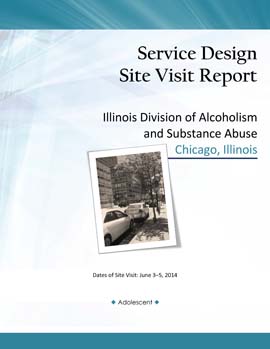 Service Design
Site Visit Report
Illinois Division of Alcoholism
and Substance Abuse
Chicago, Illinois
Dates of Site Visit: June 3–5, 2014
◆ Adolescent ◆